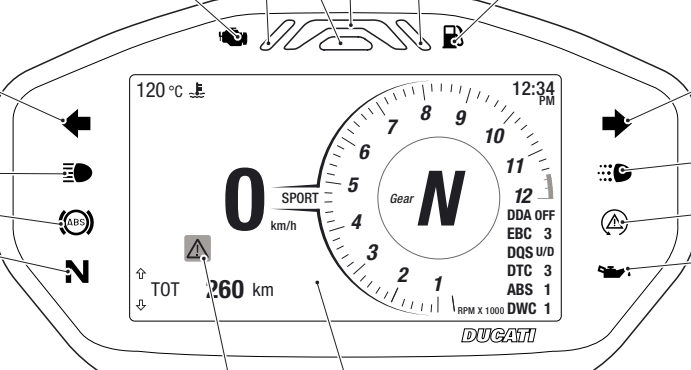 120 °C
12:34
PM
ABS
0
km/h
SPORT
Gear
N
1
2
3
4
5
6
7
8
9
10
11
12
RPM X 1000
DDA OFF
EBC 3
DQS U/D
DTC 3
ABS 1
DWC 1
N
TOT 260 km
DUCATI